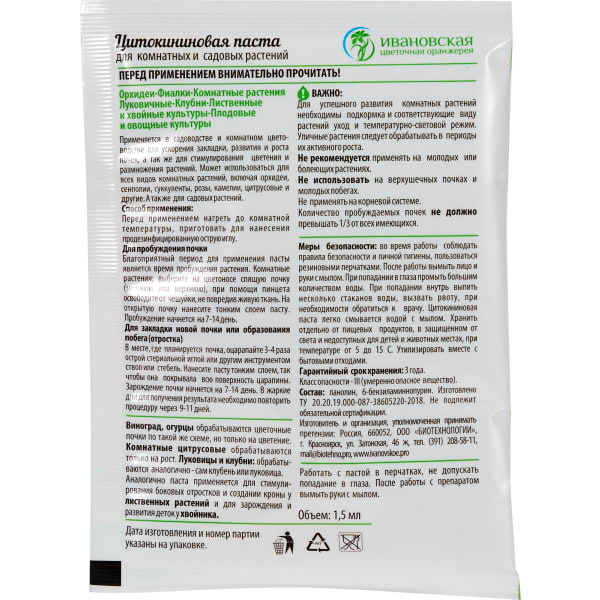 Цитокининовая паста
для комнатных и садовых растений
ИВАНОВСКАЯ
цветочная оранжерея
ПЕРЕД ПРИМЕНЕНИЕМ ВНИМАТЕЛЬНО ПРОЧИТАТЬ!
Орхидеи-Фиалки-Комнатные растения
Луковичные-Клубни-Лиственные
и хвойные культуры-Плодовые
и овощные культуры
Применяется в садоводстве и комнатном цвето-
водстве для ускорения закладки, развития и роста
почек, а так же для стимулирования цветения и
размножения растений. Может использоваться для
всех видов комнатных растений, включая орхидеи,
сенполии, суккуленты, розы, камелии, цитрусовые и
другие. А так же для садовых растений.
Способ применения:
Перед применением нагреть до комнатной
температуры, приготовить для нанесения
продезинфицированную острую иглу.
Для пробуждения почки
Благоприятный период для применения пасты
является время пробуждения растения. Комнатные
растения: выберите на цветоносе спящую почку
(нижнюю или верхнюю), при помощи пинцета
освободите от чешуйки, не повредив живую ткань. На
открытую почку нанесите тонким слоем пасту.
Пробуждение начнется на 7-14 день.
Для закладки новой почки или образования
побега (отростка)
В месте, где планируется почка, оцарапайте 3-4 раза
острой стерильной иглой или другим инструментом
ствол или стебель. Нанесите пасту тонким слоем, так
чтобы она покрывала всю поверхность царапины.
Зарождение почки начнется на 7-14 день. В жаркие
дни для получения результата необходимо повторить
процедуру через 9-11 дней.
Виноград, огурцы обрабатываются цветочные
почки по такой же схеме, но только на цветение.
Комнатные цитрусовые обрабатываются
только на рост. Луковицы и клубни: обрабаты-
ваются аналогично - сам клубень или луковица.
Аналогично паста применяется для стимули-
рования боковых отростков и создании кроны у
лиственных растений и для зарождения и
развития деток у хвойника.
Дата изготовления и номер партии
указаны на упаковке.
ВАЖНО:
Для успешного развития комнатных растений
необходимы подкормка и соответствующие виду
растений уход и температурно-световой режим.
Уличные растения следует обрабатывать в периоды
их активного роста.
Не рекомендуется применять на молодых или
болеющих растениях.
Не использовать на верхушечных почках и
молодых побегах.
Не применять на корневой системе.
Количество пробуждаемых почек не должно
превышать 1/3 от всех имеющихся.
Меры безопасности: во время работы соблюдать
правила безопасности и личной гигиены, пользоваться
резиновыми перчатками. После работы вымыть лицо и
руки с мылом. При попадании в глаза промыть большим
количеством воды. При попадании внутрь выпить
несколько стаканов воды, вызвать рвоту, при
необходимости обратиться к врачу. Цитокининовая
паста легко смывается водой с мылом. Хранить
отдельно от пищевых продуктов, в защищенном от
света и недоступных для детей и животных местах, при
температуре от 5 до 15 С. Утилизировать вместе с
бытовыми отходами.
Гарантийный срок хранения: 3 года.
Класс опасности - III (умеренно опасное вещество).
Состав: ланолин, 6-бензиламинопурин. Изготовлено
ТУ 20.20.19.000-087-38605220-2018. Не подлежит
обязательной сертификации.
Изготовитель и организация, уполномоченная принимать
претензии: Россия, 660052, ООО «БИОТЕХНОЛОГИИ»
г. Красноярск, ул. Затонская, 46 ж, тел. (391) 208-58-11,
mail@biotehno.pro, www.ivanovskoe.pro
Работать с пастой в перчатках, не допускать
попадание в глаза. После работы с препаратом
вымыть руки с мылом.
Объем: 1,5 мл